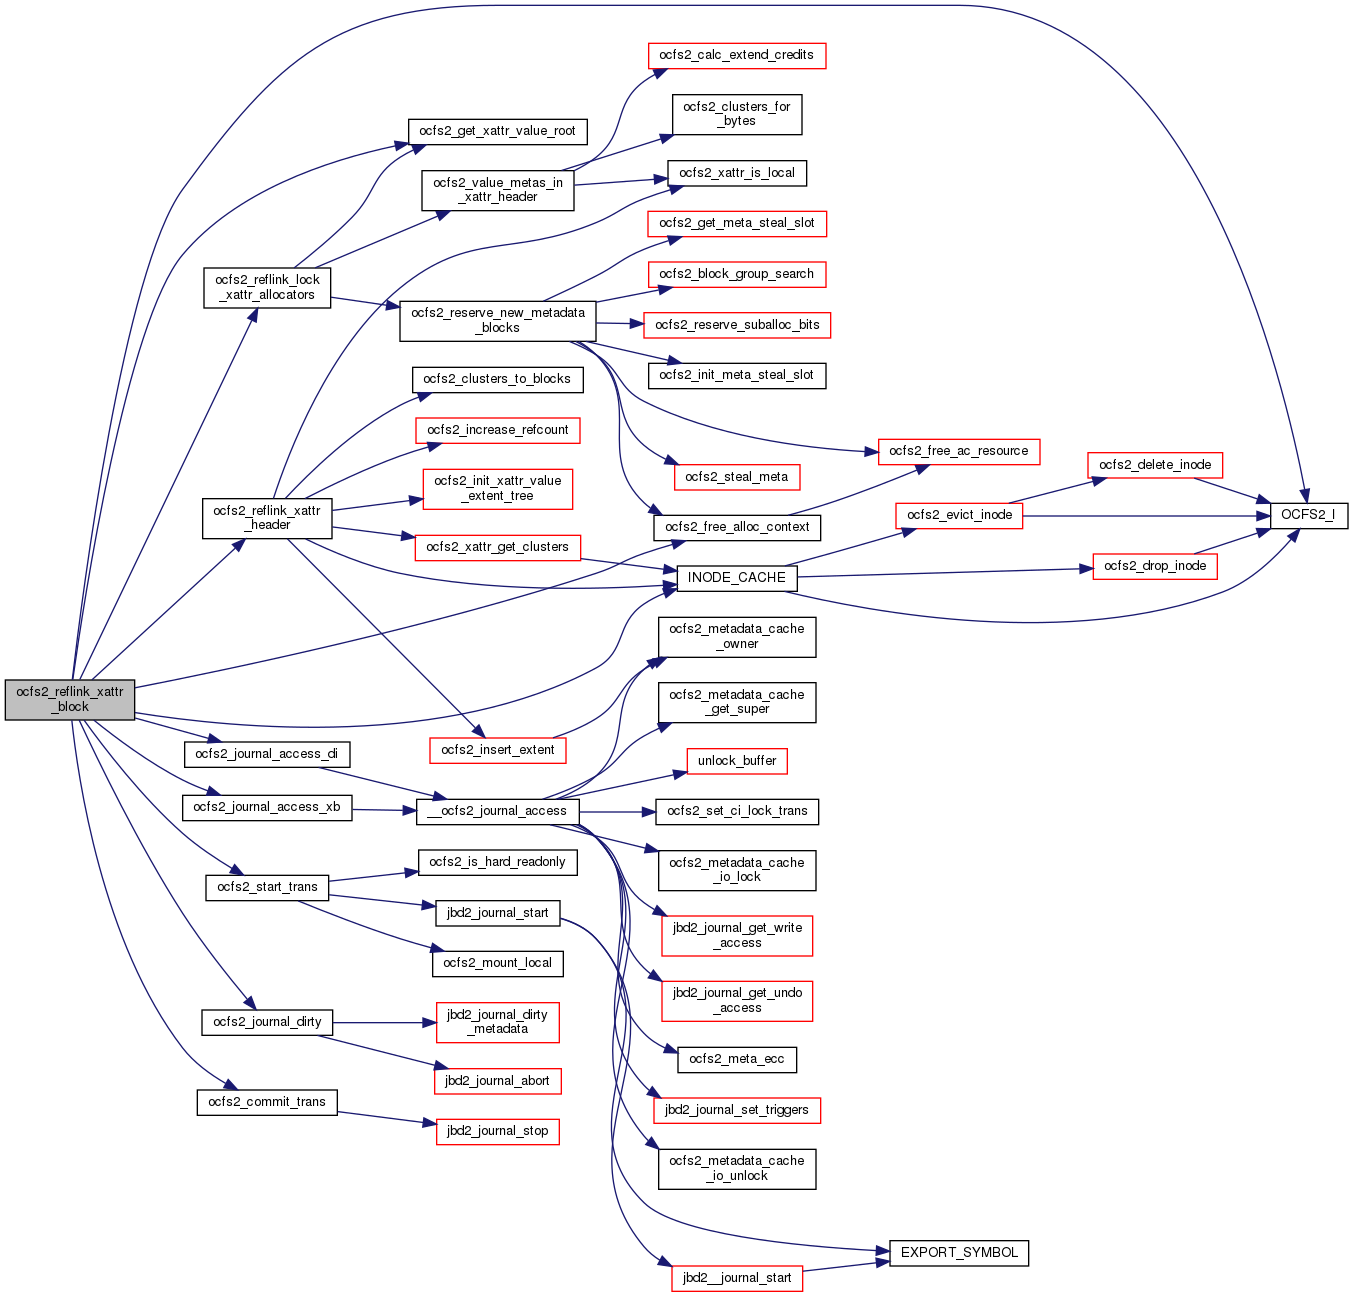 ocfs2_calc_extend_credits
ocfs2_clusters_for
_bytes
ocfs2_get_xattr_value_root
ocfs2_value_metas_in
_xattr_header
ocfs2_xattr_is_local
ocfs2_get_meta_steal_slot
ocfs2_reflink_lock
_xattr_allocators
ocfs2_block_group_search
ocfs2_reserve_new_metadata
_blocks
ocfs2_reserve_suballoc_bits
ocfs2_clusters_to_blocks
ocfs2_init_meta_steal_slot
ocfs2_increase_refcount
ocfs2_free_ac_resource
ocfs2_init_xattr_value
_extent_tree
ocfs2_steal_meta
ocfs2_delete_inode
ocfs2_reflink_xattr
_header
ocfs2_free_alloc_context
ocfs2_evict_inode
OCFS2_I
ocfs2_xattr_get_clusters
INODE_CACHE
ocfs2_drop_inode
ocfs2_metadata_cache
_owner
ocfs2_reflink_xattr
_block
ocfs2_metadata_cache
_get_super
ocfs2_journal_access_di
ocfs2_insert_extent
unlock_buffer
ocfs2_journal_access_xb
__ocfs2_journal_access
ocfs2_set_ci_lock_trans
ocfs2_is_hard_readonly
ocfs2_metadata_cache
_io_lock
ocfs2_start_trans
jbd2_journal_start
jbd2_journal_get_write
_access
ocfs2_mount_local
jbd2_journal_get_undo
_access
ocfs2_journal_dirty
jbd2_journal_dirty
_metadata
ocfs2_meta_ecc
jbd2_journal_abort
ocfs2_commit_trans
jbd2_journal_set_triggers
jbd2_journal_stop
ocfs2_metadata_cache
_io_unlock
EXPORT_SYMBOL
jbd2__journal_start